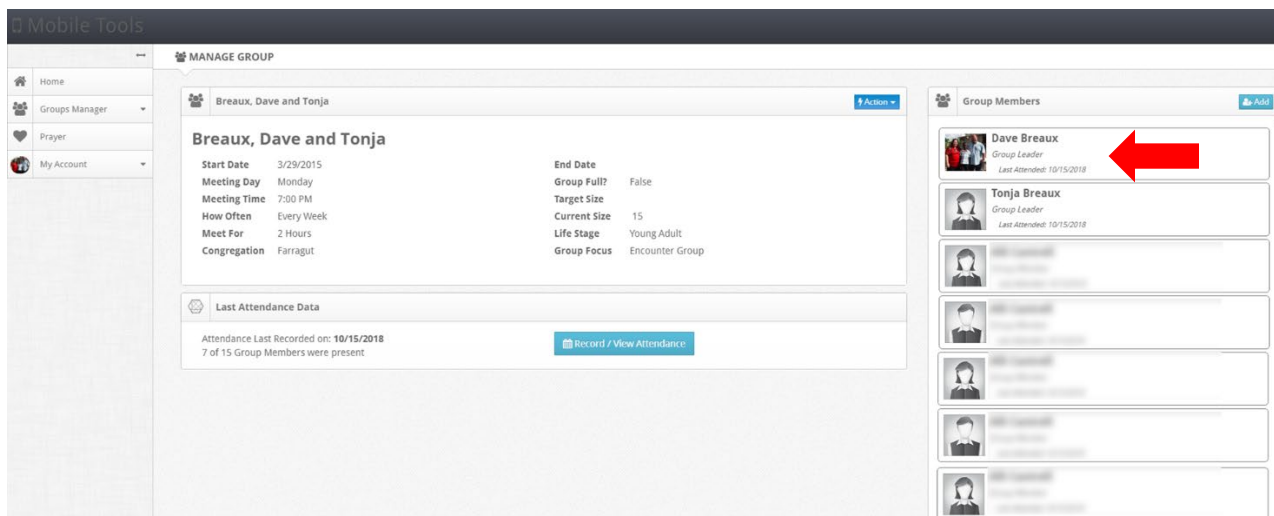 Mobile Tools
Home
Groups Manager
Prayer
My Account
MANAGE GROUP
Breaux, Dave and Tonja
Action
Breaux, Dave and Tonja
Start Date 3/29/2015
Meeting Day Monday
Meeting Time 7:00 PM
How Often Every Week
Meet For 2 Hours
Congregation Farragut
End Date
Group Full? False
Target Size
Current Size 15
Life Stage Young Adult
Group Focus Encounter Group
Last Attendance Data
Attendance Last Recorded on: 10/15/2018
7 of 15 Group Members were present
Record / View Attendance
Group Members
Add
Dave Breaux
Group Leader
Last Attended: 10/15/2018
Tonja Breaux
Group Leader
Last Attended: 10/15/2018